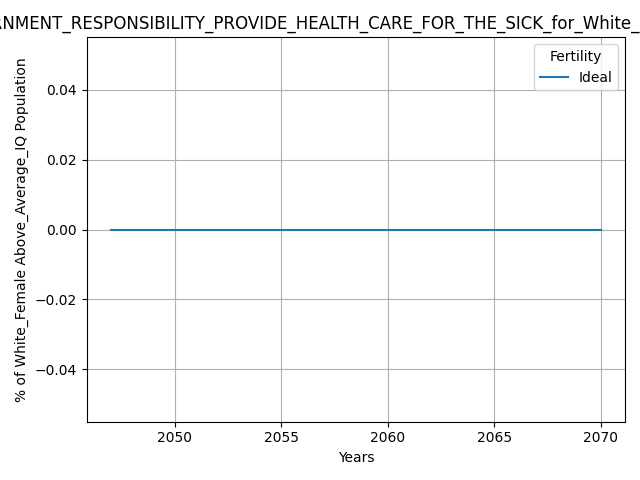 RNMENT_RESPONSIBILITY_PROVIDE_HEALTH_CARE_FOR_THE_SICK_for_White_
Fertility
Ideal
0.04
0.02
0.00
−0.02
−0.04
% of White_Female Above_Average_IQ Population
2050 2055 2060 2065 2070
Years